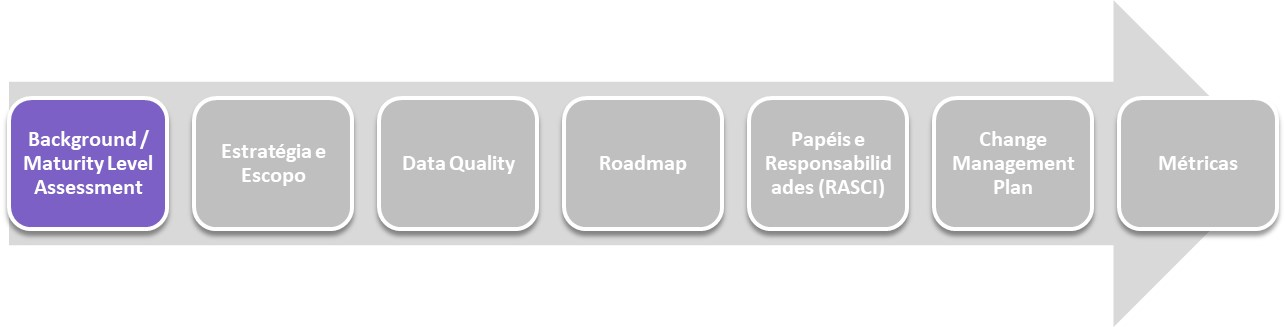 Background /
Maturity Level
Assessment
Estratégia e
Escopo
Data Quality
Roadmap
Papéis e
Responsabilid
ades (RASCI)
Change
Management
Plan
Métricas